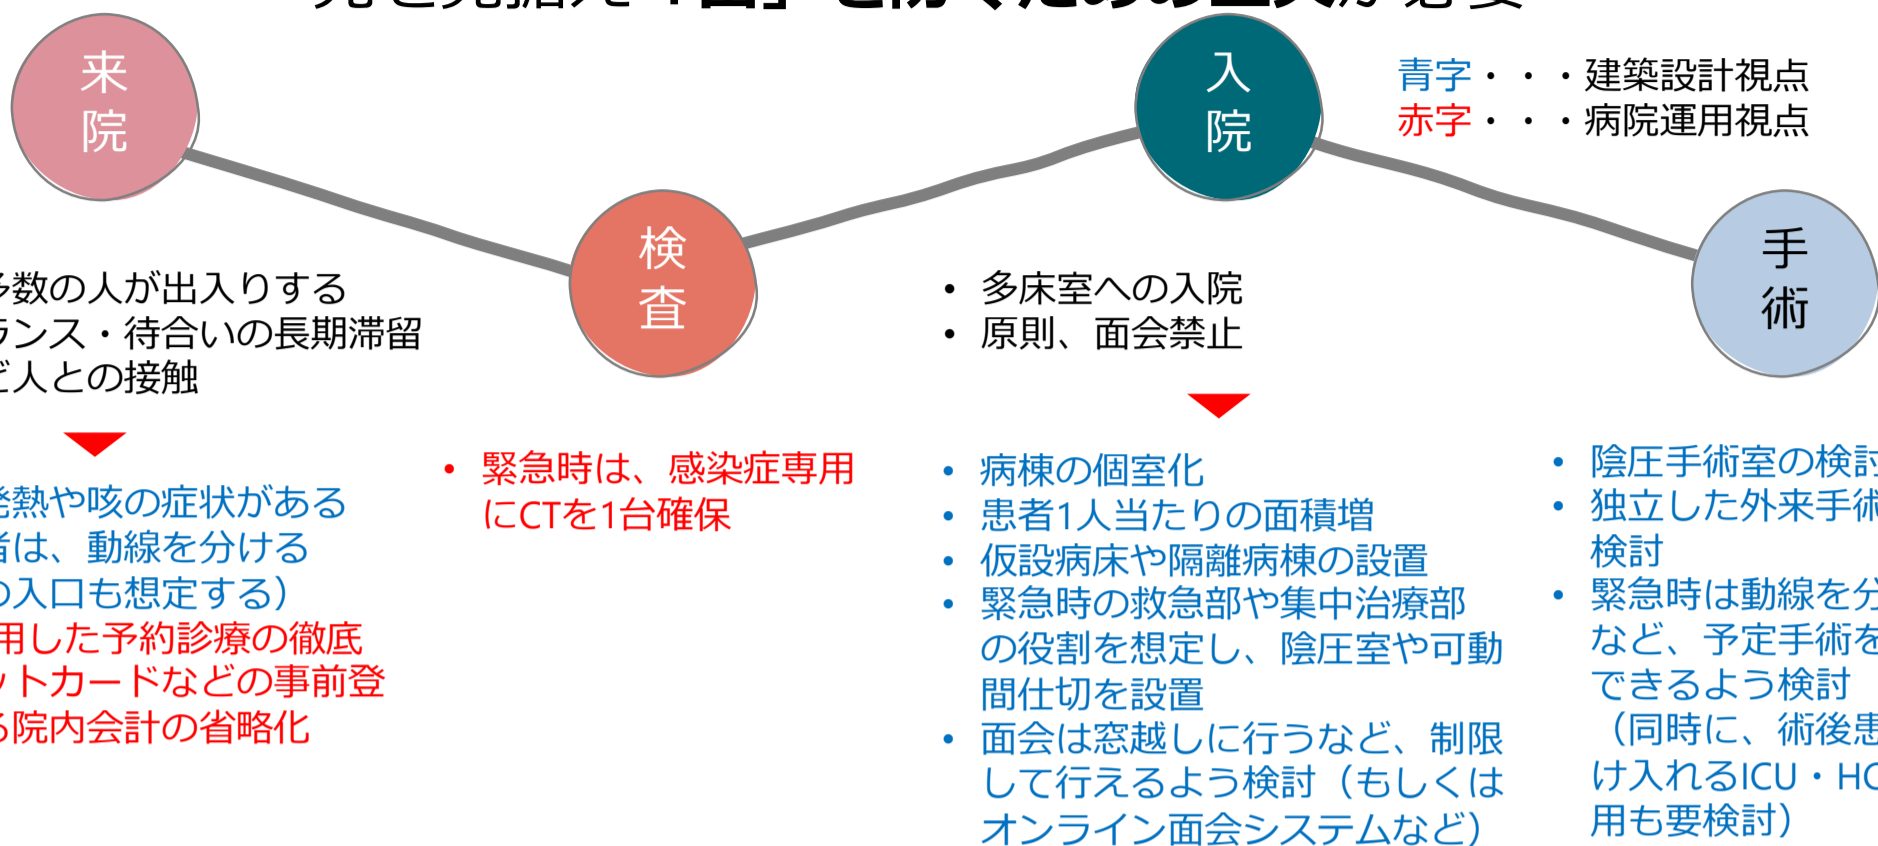 来院
検査
入院
手術
青字・・・建築設計視点
赤字・・・病院運用視点
数の人が出入りする
ランス・待合いの長期滞留
人との接触
熱や咳の症状がある
は、動線を分ける
入口も想定する）
用した予約診療の徹底
ットカードなどの事前登
院内会計の省略化
• 緊急時は、感染症専用
にCTを1台確保
• 多床室への入院
• 原則、面会禁止
• 病棟の個室化
• 患者1人当たりの面積増
• 仮設病床や隔離病棟の設置
• 緊急時の救急部や集中治療部
の役割を想定し、陰圧室や可動
間仕切を設置
• 面会は窓越しに行うなど、制限
して行えるよう検討（もしくは
オンライン面会システムなど）
• 陰圧手術室の検討
• 独立した外来手術
検討
• 緊急時は動線を分
など、予定手術を
できるよう検討
（同時に、術後患
け入れるICU・HC
用も要検討）